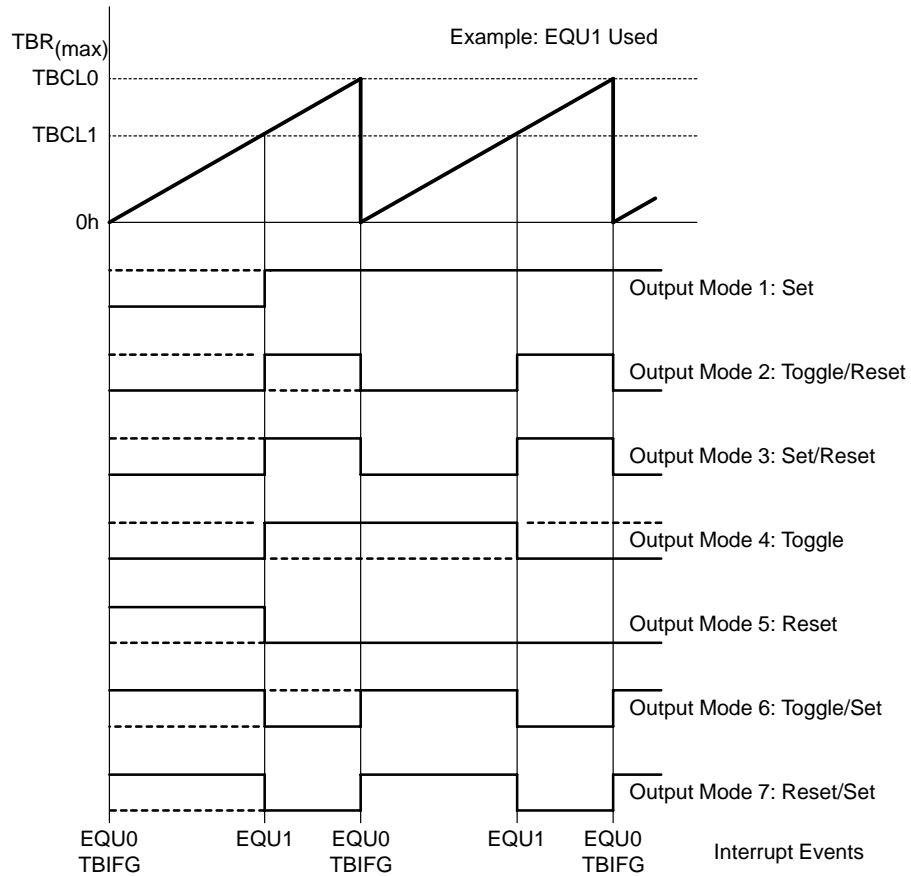 TBR(max)
Example: EQU1 Used
TBCL0
TBCL1
0h
Output Mode 1: Set
Output Mode 2: Toggle/Reset
Output Mode 3: Set/Reset
Output Mode 4: Toggle
Output Mode 5: Reset
Output Mode 6: Toggle/Set
Output Mode 7: Reset/Set
EQU0 EQU1 EQU0 EQU1 EQU0
TBIFG TBIFG TBIFG
Interrupt Events